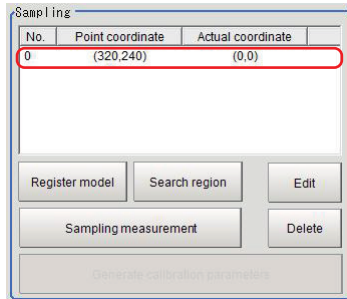 Sampling
No. Point coordinate Actual coordinate
0 (320,240) (0,0)
Register model Search region Edit
Sampling measurement Delete
Generate calibration parameters